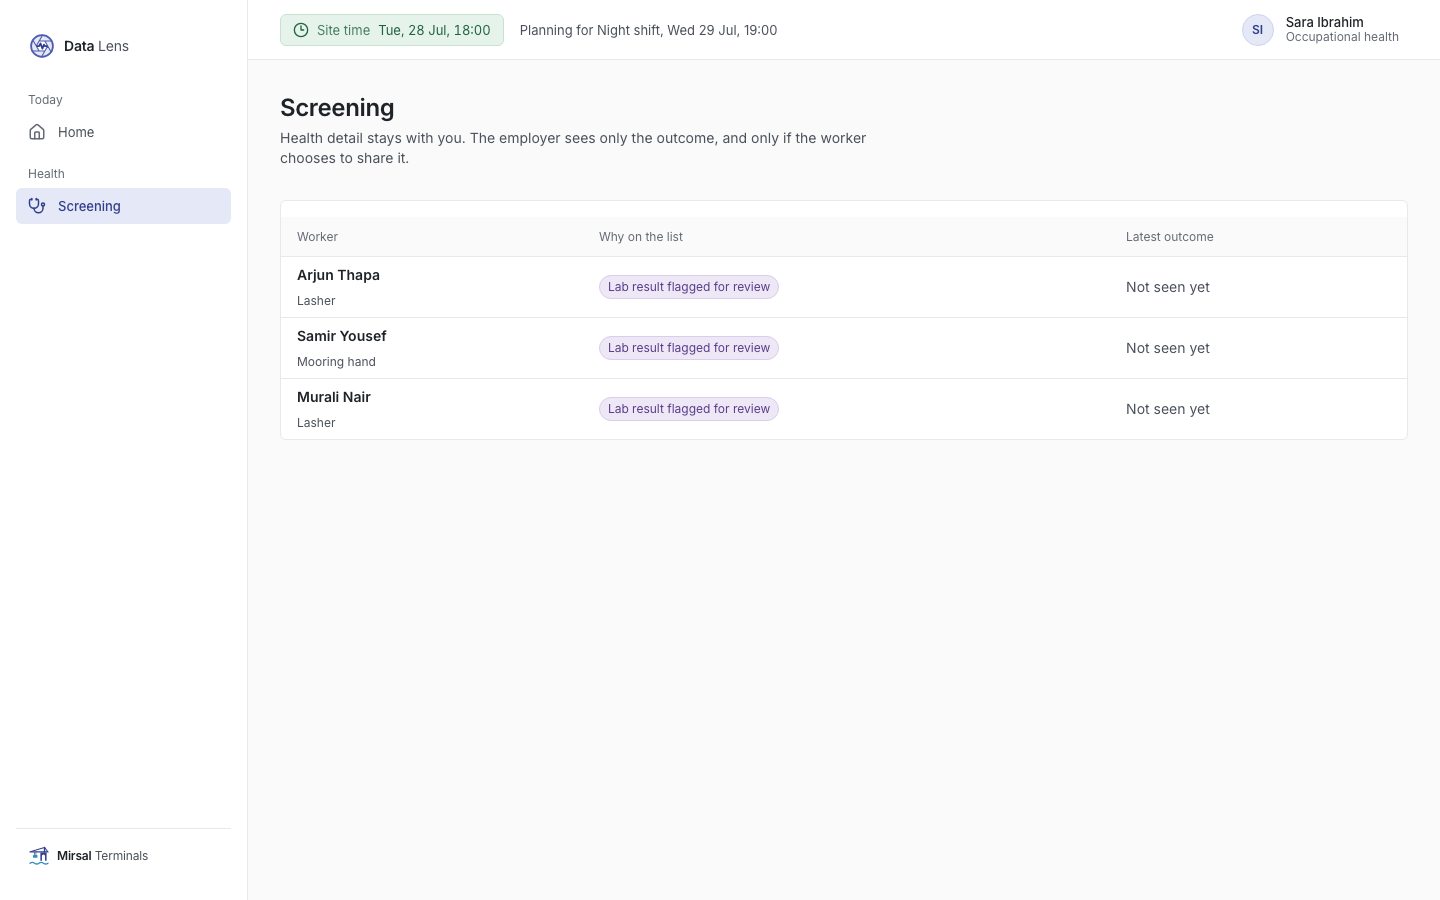 Data Lens
Today
Home
Health
Screening
Mirsal Terminals
Site time Tue, 28 Jul, 18:00
Planning for Night shift, Wed 29 Jul, 19:00
SI
Sara Ibrahim
Occupational health
Screening
Health detail stays with you. The employer sees only the outcome, and only if the worker
chooses to share it.
Worker Why on the list Latest outcome
Arjun Thapa
Lasher
Lab result flagged for review
Not seen yet
Samir Yousef
Mooring hand
Lab result flagged for review
Not seen yet
Murali Nair
Lasher
Lab result flagged for review
Not seen yet